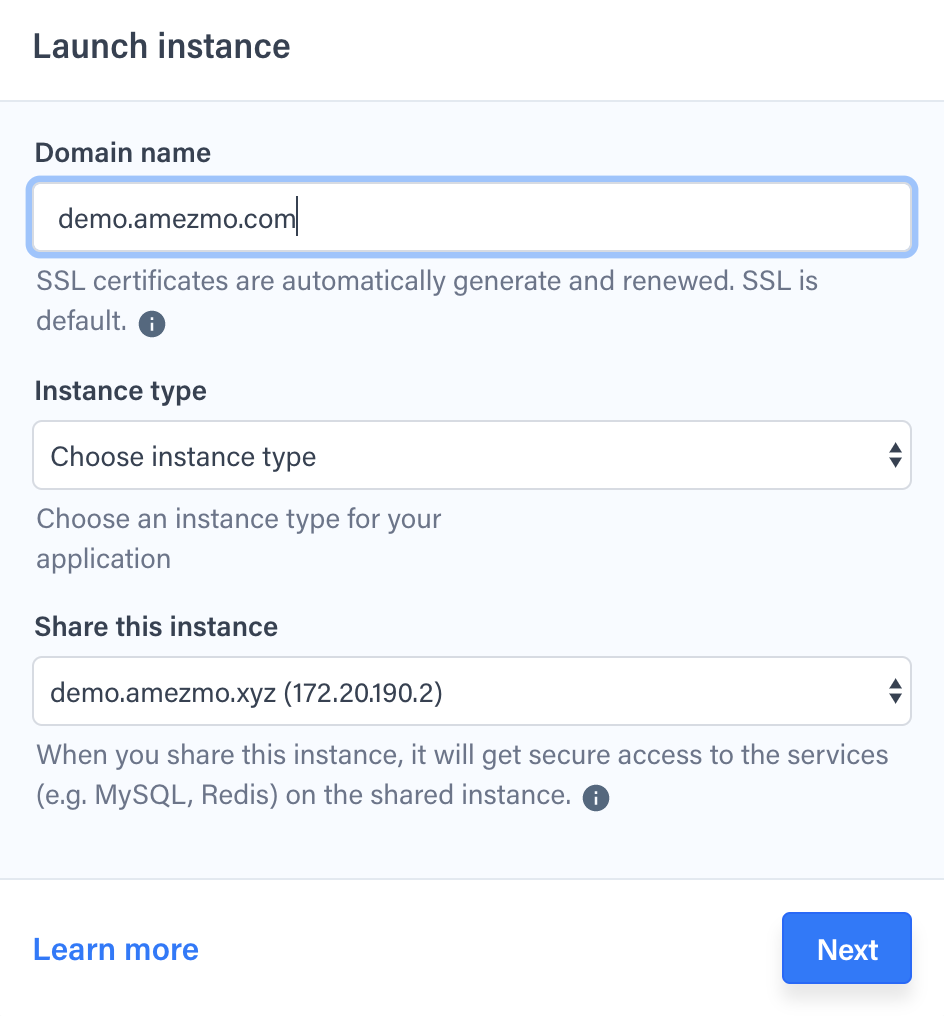 Launch instance
Domain name
demo.amezmo.com
SSL certificates are automatically generate and renewed. SSL is
default.
Instance type
Choose instance type
Choose an instance type for your
application
Share this instance
demo.amezmo.xyz (172.20.190.2)
When you share this instance, it will get secure access to the services
(e.g. MySQL, Redis) on the shared instance.
Learn more
Next